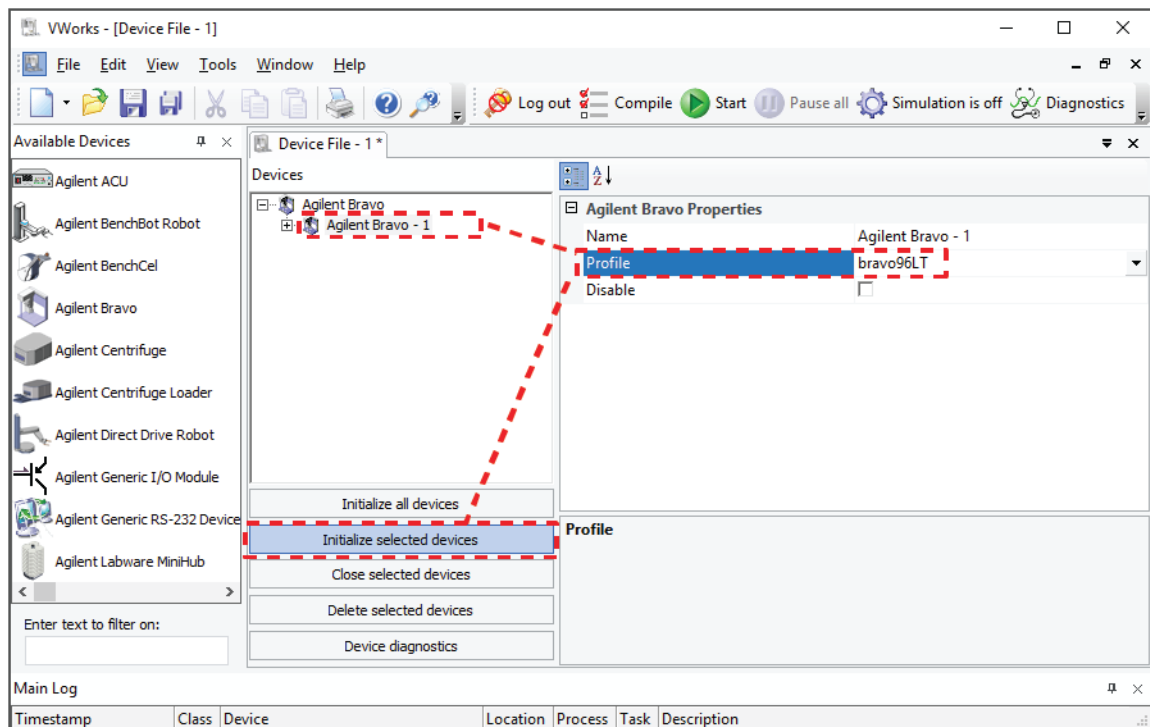 VWorks - [Device File - 1]
File Edit View Tools Window Help
Log out Compile Start Pause all Simulation is off Diagnostics
Available Devices
Agilent ACU
Agilent BenchBot Robot
Agilent BenchCel
Agilent Bravo
Agilent Centrifuge
Agilent Centrifuge Loader
Agilent Direct Drive Robot
Agilent Generic I/O Module
Agilent Generic RS-232 Device
Agilent Labware MiniHub
Enter text to filter on:
Device File - 1 *
Devices
Agilent Bravo
Agilent Bravo - 1
Initialize all devices
Initialize selected devices
Close selected devices
Delete selected devices
Device diagnostics
Agilent Bravo Properties
Name Agilent Bravo - 1
Profile bravo96LT
Disable
Profile
Main Log
Timestamp Class Device Location Process Task Description